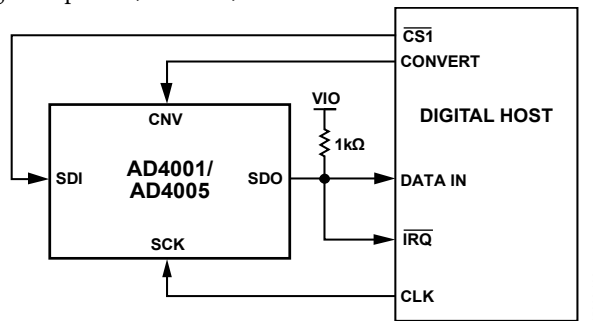 CS1
CONVERT
VIO
CNV
DIGITAL HOST
1kΩ
AD4001/
AD4005
SDI
SDO
DATA IN
SCK
IRQ
CLK